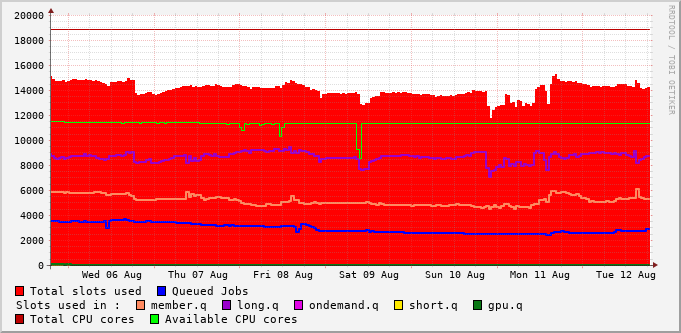 20000
18000
16000
14000
12000
10000
8000
6000
4000
2000
0
Wed 06 Aug Thu 07 Aug Fri 08 Aug Sat 09 Aug Sun 10 Aug Mon 11 Aug Tue 12 Aug
Total slots used Queued Jobs
Slots used in : member.q long.q ondemand.q short.q gpu.q
Total CPU cores Available CPU cores
RRDTOOL / TOBI OETIKER